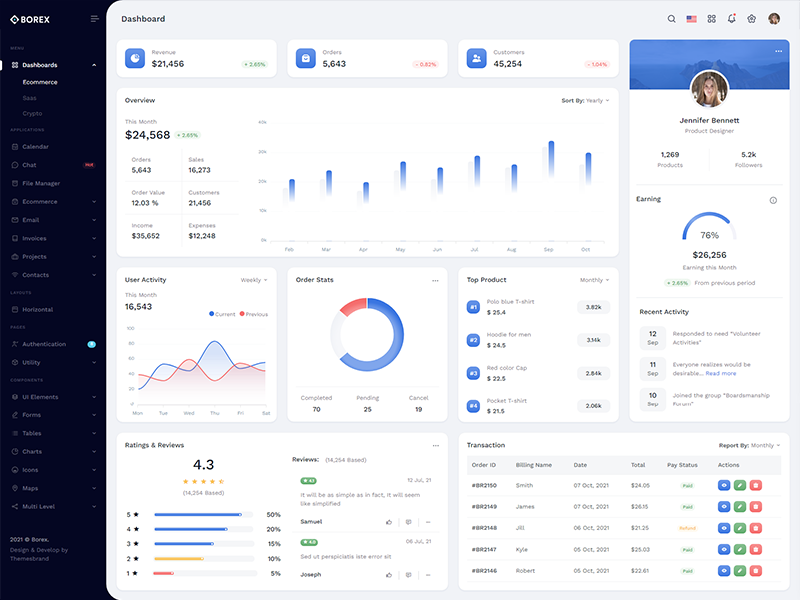 BOREX
MENU
Dashboards
Ecommerce
Saas
Crypto
APPLICATIONS
Calendar
Chat Hot
File Manager
Ecommerce
Email
Invoices
Projects
Contacts
LAYOUTS
Horizontal
PAGES
Authentication
Utility
COMPONENTS
UI Elements
Forms
Tables
Charts
Icons
Maps
Multi Level
2021 © Borex.
Design & Develop by
Themesbrand
Dashboard
Revenue
$21,456 + 2.65%
Orders
5,643 - 0.82%
Customers
45,254 - 1.04%
Overview
Sort By: Yearly
This Month
$24,568 + 2.65%
Orders Sales
5,643 16,273
Order Value Customers
12.03 % 21,456
Income Expenses
$35,652 $12,248
40k
30k
20k
10k
0k
Feb Mar Apr May Jun Jul Aug Sep Oct
Jennifer Bennett
Product Designer
1,269 5.2k
Products Followers
Earning
76%
$26,256
Earning this Month
+ 2.65% From previous period
Recent Activity
12 Sep Responded to need "Volunteer
Activities"
11 Sep Everyone realizes would be
desirable... Read more
10 Sep Joined the group "Boardsmanship
Forum"
User Activity Weekly
This Month
16,543
Current Previous
100
80
60
40
20
0
Mon Tue Wed Thu Fri Sat
Order Stats
Completed Pending Cancel
70 25 19
Top Product Monthly
#1 Polo blue T-shirt
$ 25.4 3.82k
#2 Hoodie for men
$ 24.5 3.14k
#3 Red color Cap
$ 22.5 2.84k
#4 Pocket T-shirt
$ 21.5 2.06k
Ratings & Reviews
4.3
(14,254 Based)
5 50%
4 20%
3 15%
2 10%
1 5%
Reviews: (14,254 Based)
12 Jul, 21
It will be as simple as in fact, it will seem
like simplified
Samuel
06 Jul, 21
Sed ut perspiciatis iste error sit
Joseph
Transaction Report By: Monthly
Order ID Billing Name Date Total Pay Status Actions
#BR2150 Smith 07 Oct, 2021 $24.05 Paid
#BR2149 James 07 Oct, 2021 $26.15 Paid
#BR2148 Jill 06 Oct, 2021 $21.25 Refund
#BR2147 Kyle 05 Oct, 2021 $25.03 Paid
#BR2146 Robert 05 Oct, 2021 $22.61 Paid